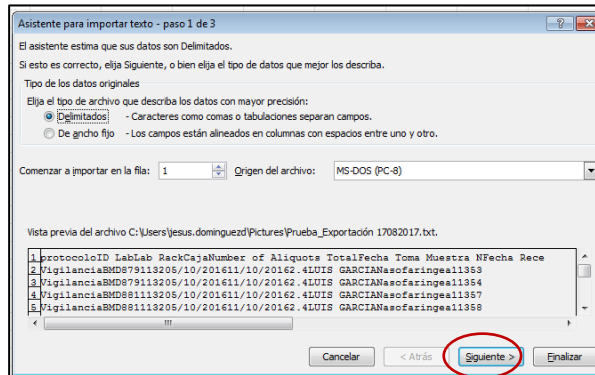 Asistente para importar texto - paso 1 de 3
El asistente estima que sus datos son Delimitados.
Si esto es correcto, elija Siguiente, o bien elija el tipo de datos que mejor los describa.
Tipo de los datos originales
Elija el tipo de archivo que describa los datos con mayor precisión:
Delimitados - Caracteres como comas o tabulaciones separan campos.
De ancho fijo - Los campos están alineados en columnas con espacios entre uno y otro.
Comenzar a importar en la fila: 1 Origen del archivo: MS-DOS (PC-8)
Vista previa del archivo C:\Users\jesus.dominguezd\Pictures\Prueba_Exportación 17082017.txt.
1 protocoloID LabLab RackCajaNumber of Aliquots TotalFecha Toma Muestra NFecha Rece
2 VigilanciaBMD879113205/10/201611/10/20162.4LUIS GARCIANasofaringea11353
3 VigilanciaBMD879113205/10/201611/10/20162.4LUIS GARCIANasofaringea11354
4 VigilanciaBMD881113205/10/201611/10/20162.4LUIS GARCIANasofaringea11357
5 VigilanciaBMD881113205/10/201611/10/20162.4LUIS GARCIANasofaringea11358
Cancelar < Atrás Siguiente > Finalizar